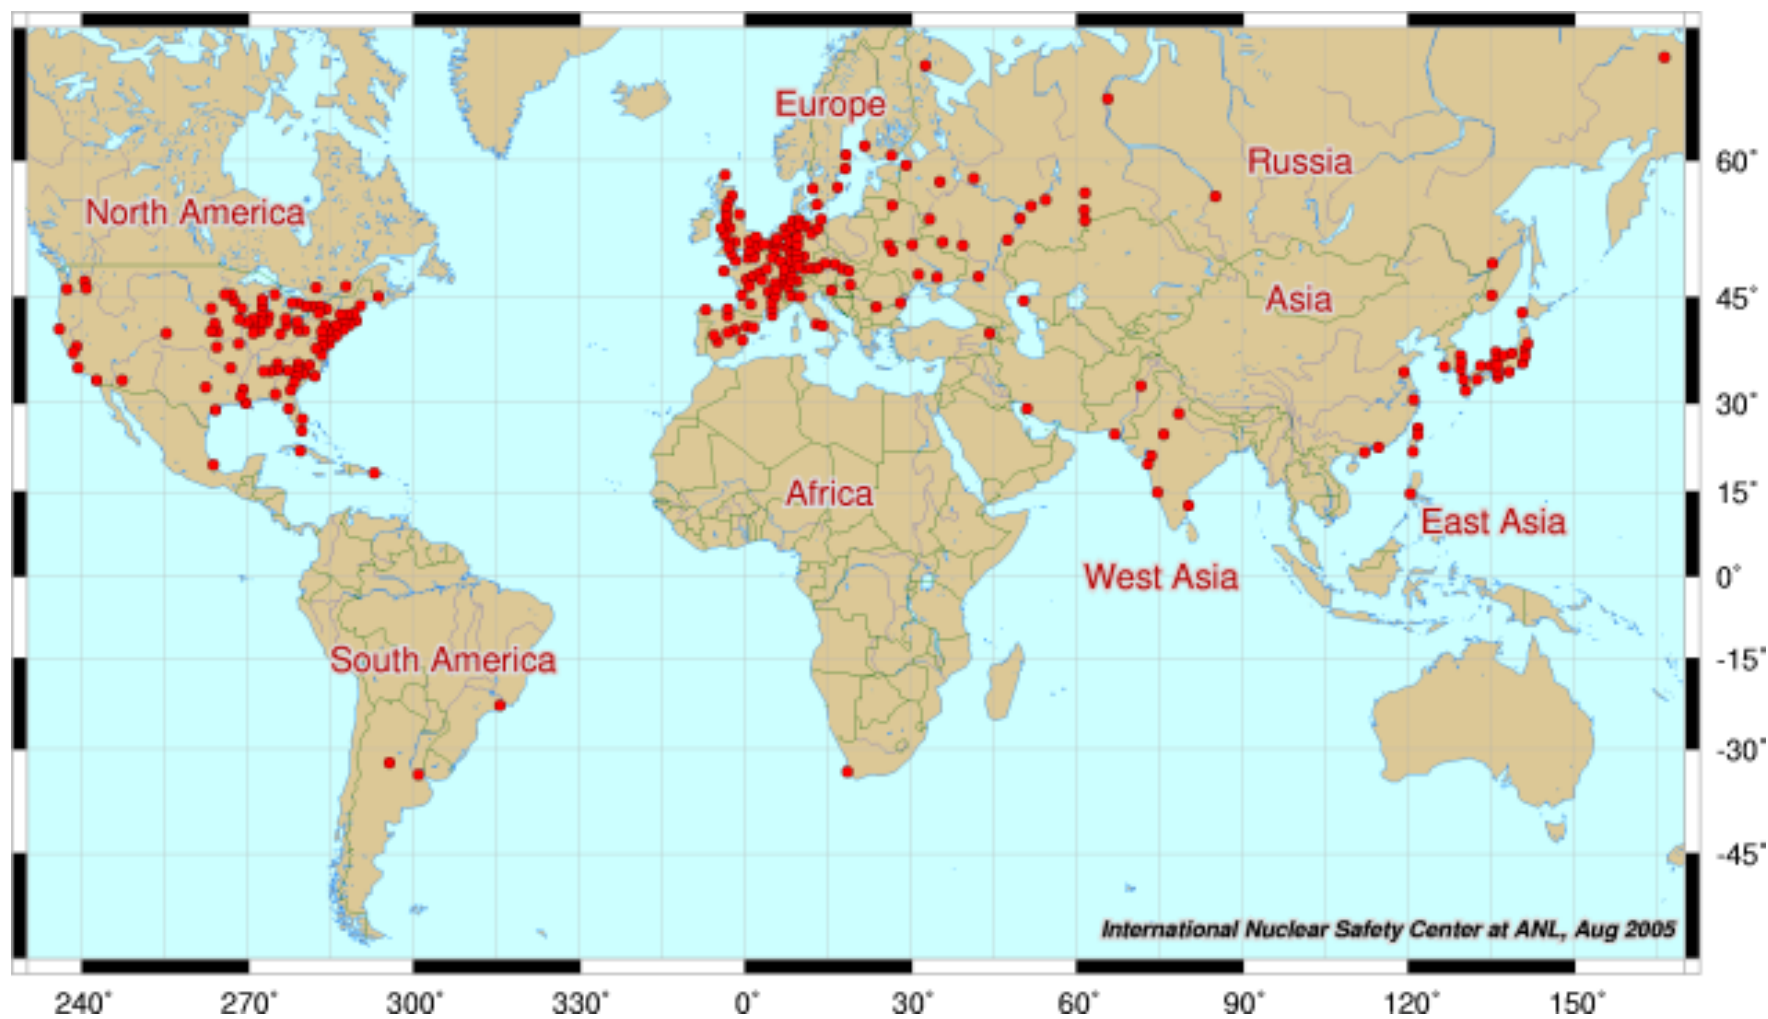 Europe
Russia
North America
Asia
Africa
East Asia
West Asia
South America
International Nuclear Safety Center at ANL, Aug 2005
60˚
45˚
30˚
15˚
0˚
-15˚
-30˚
-45˚
240˚ 270˚ 300˚ 330˚ 0˚ 30˚ 60˚ 90˚ 120˚ 150˚